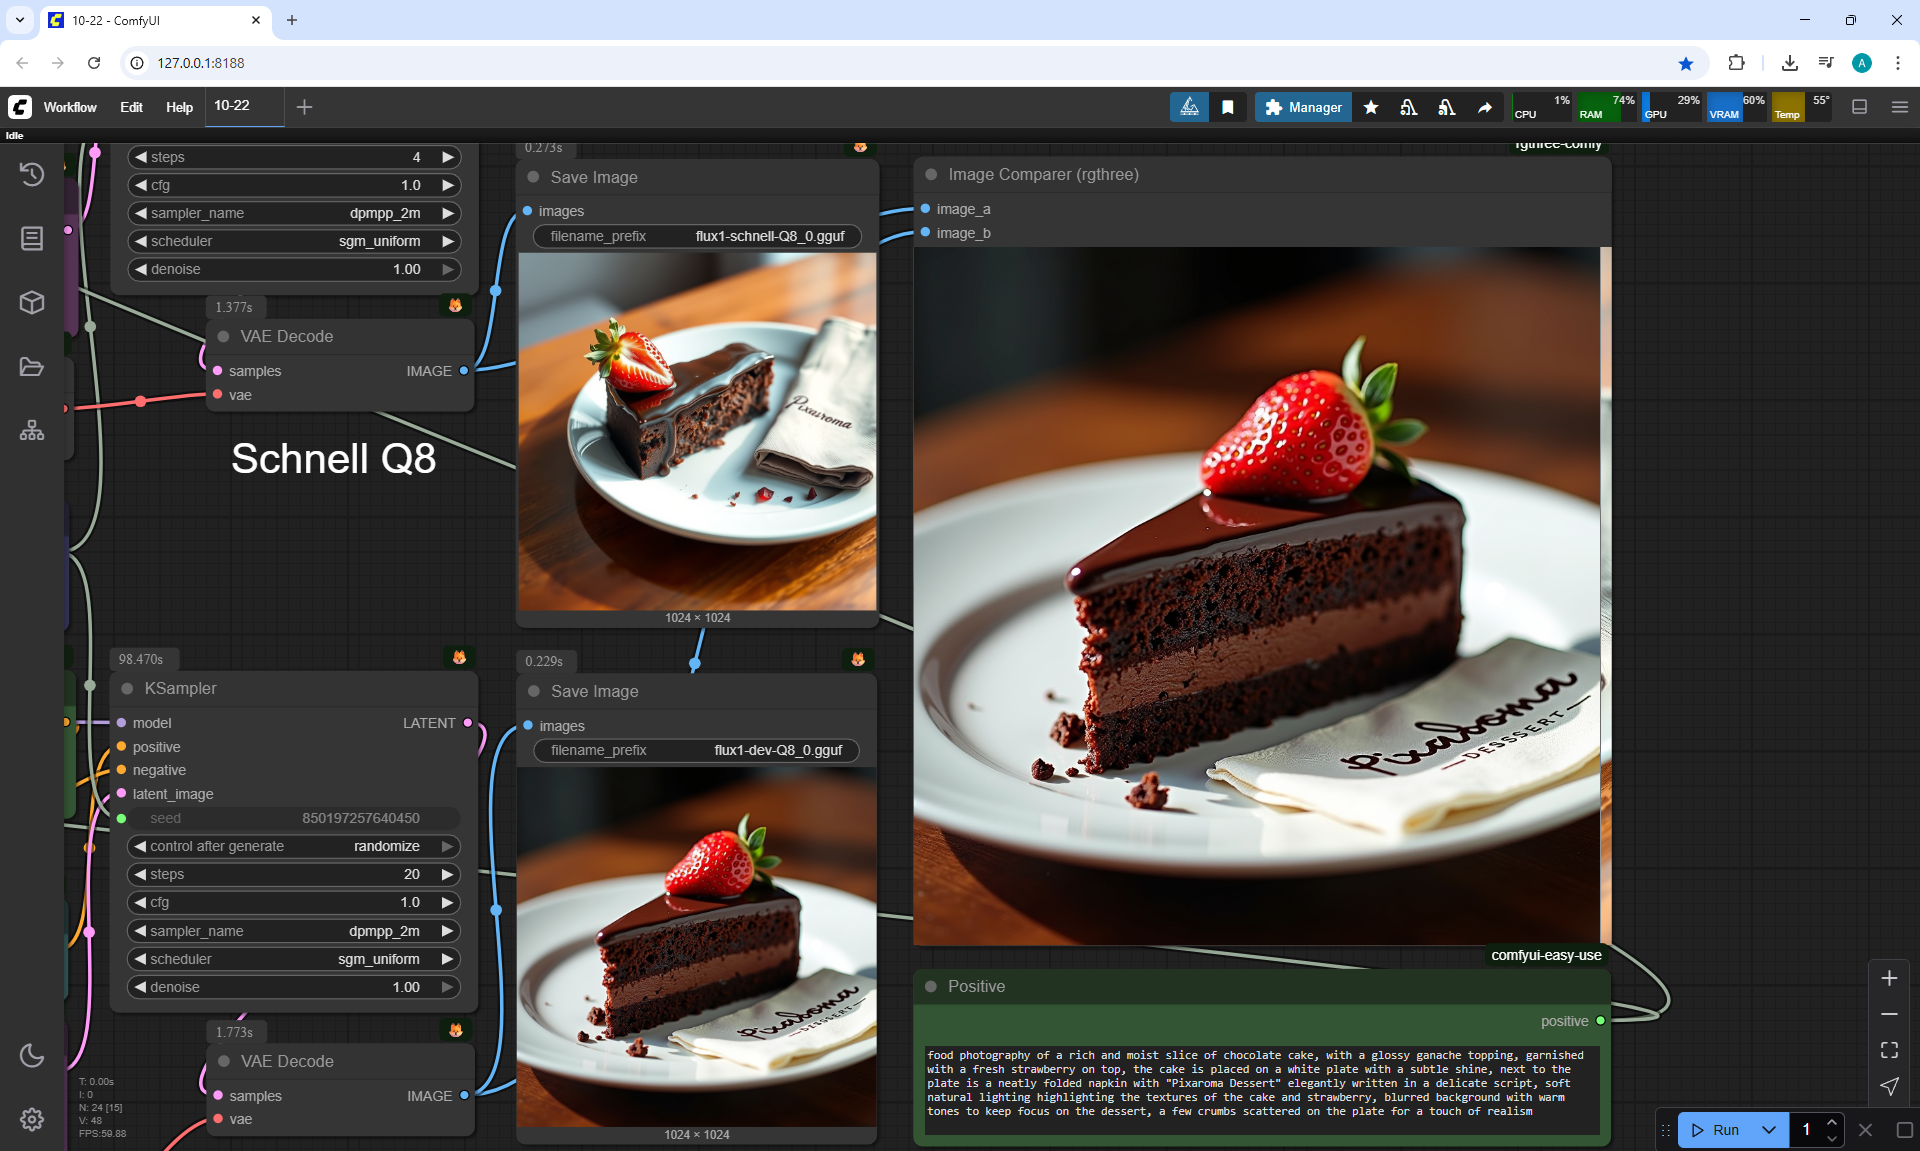 10-22 - ComfyUI
127.0.0.1:8188
Workflow Edit Help 10-22
Manager
CPU 1% RAM 74% GPU 29% VRAM 60% Temp 55°
Idle
steps 4
cfg 1.0
sampler_name dpmpp_2m
scheduler sgm_uniform
denoise 1.00
1.377s
VAE Decode
samples IMAGE
vae
Schnell Q8
0.273s
Save Image
images
filename_prefix flux1-schnell-Q8_0.gguf
Pixaroma
1024 × 1024
rgthree-comfy
Image Comparer (rgthree)
image_a
image_b
Pixaboma
DESSSERT
98.470s
KSampler
model LATENT
positive
negative
latent_image
seed 850197257640450
control after generate randomize
steps 20
cfg 1.0
sampler_name dpmpp_2m
scheduler sgm_uniform
denoise 1.00
1.773s
VAE Decode
samples IMAGE
vae
0.229s
Save Image
images
filename_prefix flux1-dev-Q8_0.gguf
Pixaboma
DESSSERT
1024 × 1024
comfyui-easy-use
Positive
positive
food photography of a rich and moist slice of chocolate cake, with a glossy ganache topping, garnished
with a fresh strawberry on top, the cake is placed on a white plate with a subtle shine, next to the
plate is a neatly folded napkin with "Pixaroma Dessert" elegantly written in a delicate script, soft
natural lighting highlighting the textures of the cake and strawberry, blurred background with warm
tones to keep focus on the dessert, a few crumbs scattered on the plate for a touch of realism
T: 0.00s
I: 0
N: 24 [15]
V: 48
FPS:59.88
Run 1
A